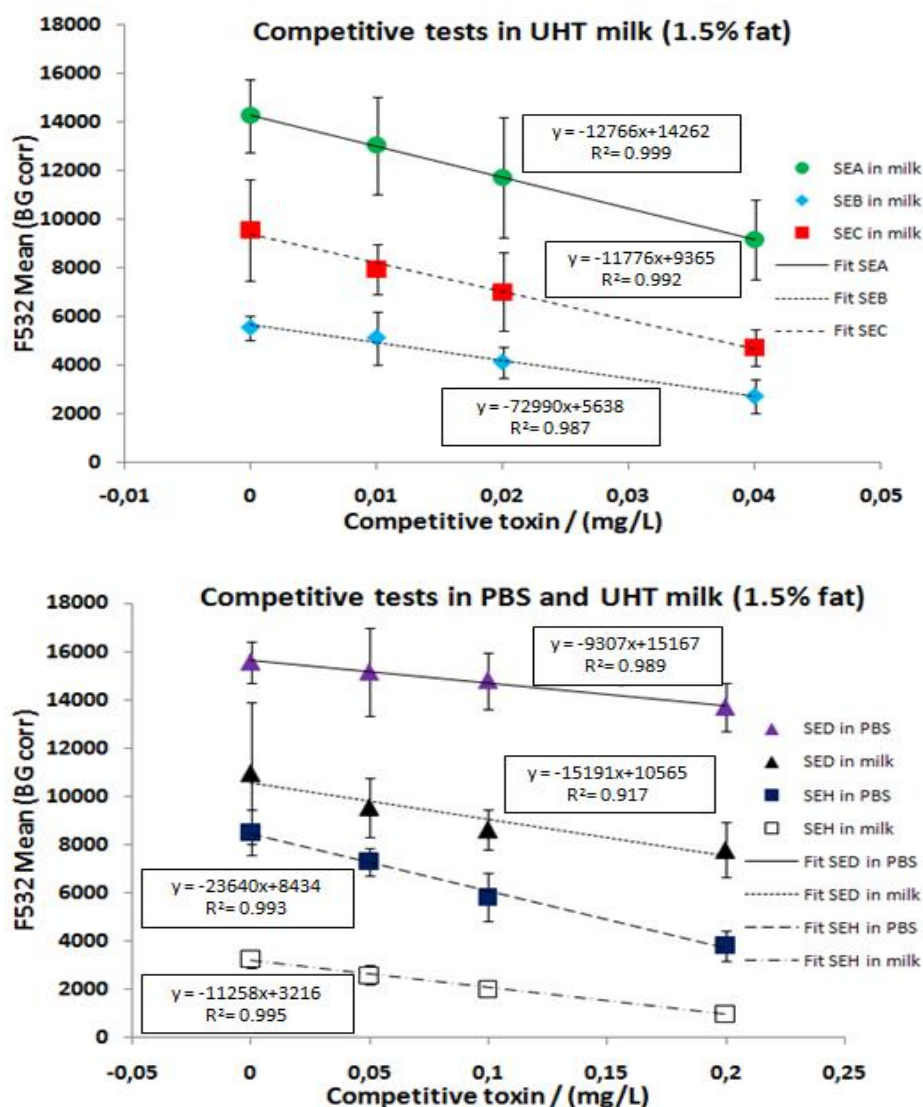 Competitive tests in UHT milk (1.5% fat)
18000
16000
14000
12000
10000
8000
6000
4000
2000
0
F532 Mean (BG corr)
y = -12766x+14262
R²= 0.999
y = -11776x+9365
R²= 0.992
y = -72990x+5638
R²= 0.987
SEA in milk
SEB in milk
SEC in milk
Fit SEA
Fit SEB
Fit SEC
-0,01 0 0,01 0,02 0,03 0,04 0,05
Competitive toxin / (mg/L)
Competitive tests in PBS and UHT milk (1.5% fat)
18000
16000
14000
12000
10000
8000
6000
4000
2000
0
F532 Mean (BG corr)
y = -9307x+15167
R²= 0.989
y = -15191x+10565
R²= 0.917
y = -23640x+8434
R²= 0.993
y = -11258x+3216
R²= 0.995
SED in PBS
SED in milk
SEH in PBS
SEH in milk
Fit SED in PBS
Fit SED in milk
Fit SEH in PBS
Fit SEH in milk
-0,05 0 0,05 0,1 0,15 0,2 0,25
Competitive toxin / (mg/L)